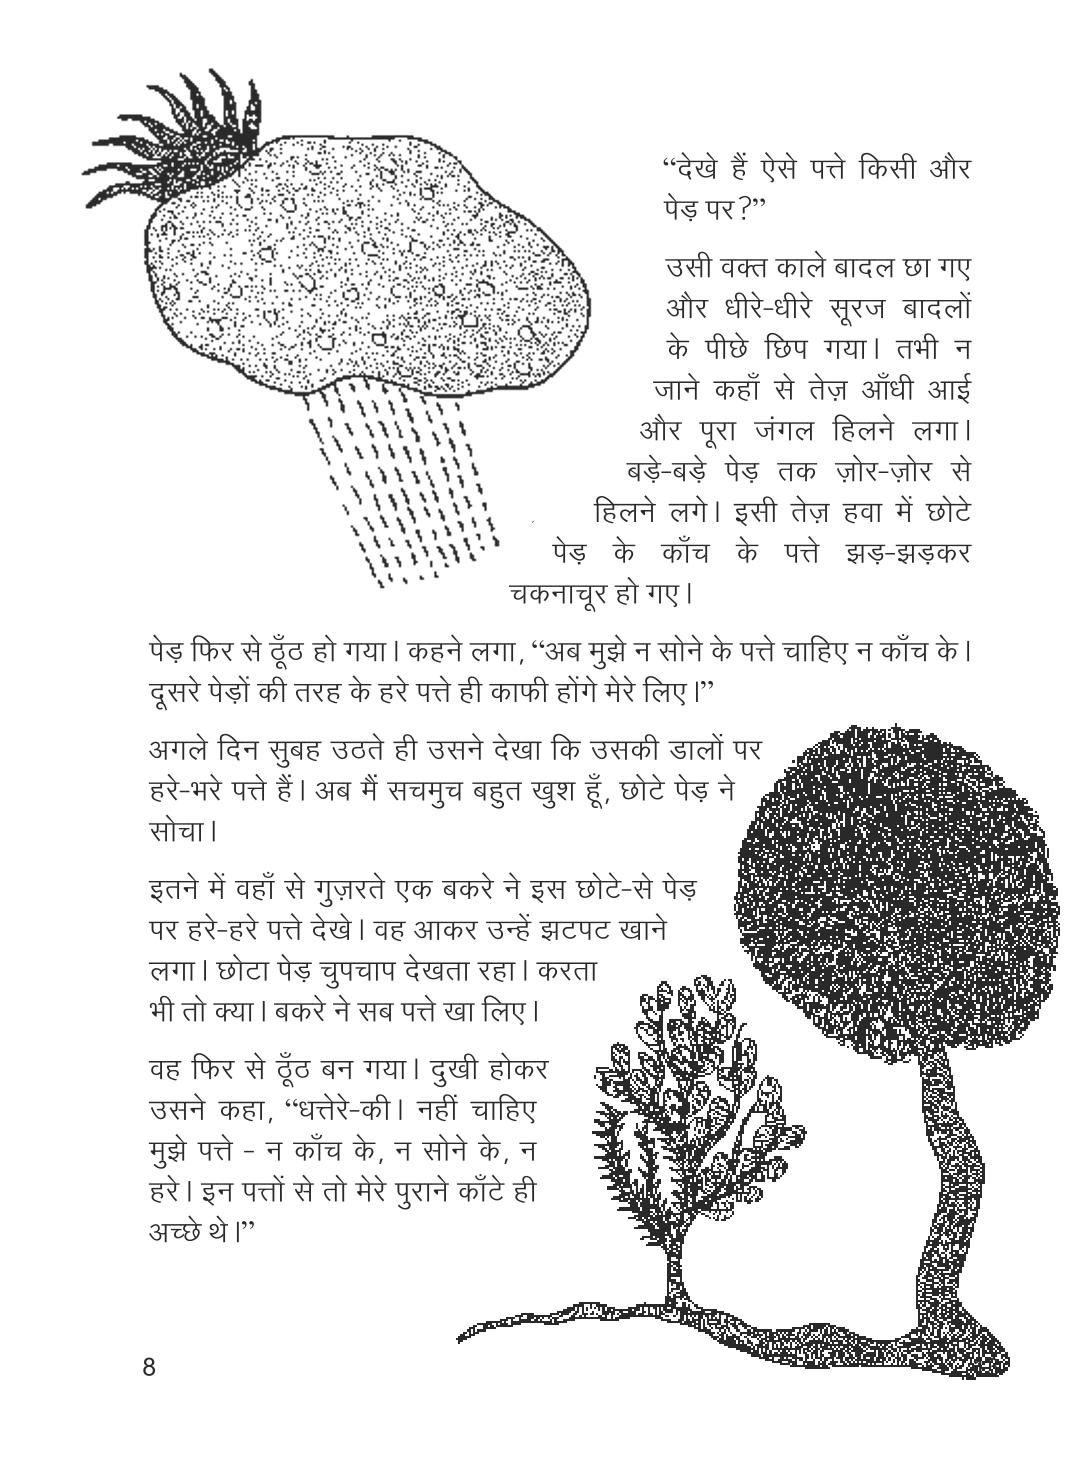 “देखे हैं ऐसे पत्ते किसी और
पेड़ पर?”
उसी वक्त काले बादल छा गए
और धीरे-धीरे सूरज बादलों
के पीछे छिप गया। तभी न
जाने कहाँ से तेज़ आँधी आई
और पूरा जंगल हिलने लगा।
बड़े-बड़े पेड़ तक ज़ोर-ज़ोर से
हिलने लगे। इसी तेज़ हवा में छोटे
पेड़ के काँच के पत्ते झड़-झड़कर
चकनाचूर हो गए।
पेड़ फिर से ठूँठ हो गया। कहने लगा, “अब मुझे न सोने के पत्ते चाहिए न काँच के।
दूसरे पेड़ों की तरह के हरे पत्ते ही काफी होंगे मेरे लिए।”
अगले दिन सुबह उठते ही उसने देखा कि उसकी डालों पर
हरे-भरे पत्ते हैं। अब मैं सचमुच बहुत खुश हूँ, छोटे पेड़ ने
सोचा।
इतने में वहाँ से गुज़रते एक बकरे ने इस छोटे-से पेड़
पर हरे-हरे पत्ते देखे। वह आकर उन्हें झटपट खाने
लगा। छोटा पेड़ चुपचाप देखता रहा। करता
भी तो क्या। बकरे ने सब पत्ते खा लिए।
वह फिर से ठूँठ बन गया। दुखी होकर
उसने कहा, “धत्तेरे-की। नहीं चाहिए
मुझे पत्ते - न काँच के, न सोने के, न
हरे। इन पत्तों से तो मेरे पुराने काँटे ही
अच्छे थे।”
8